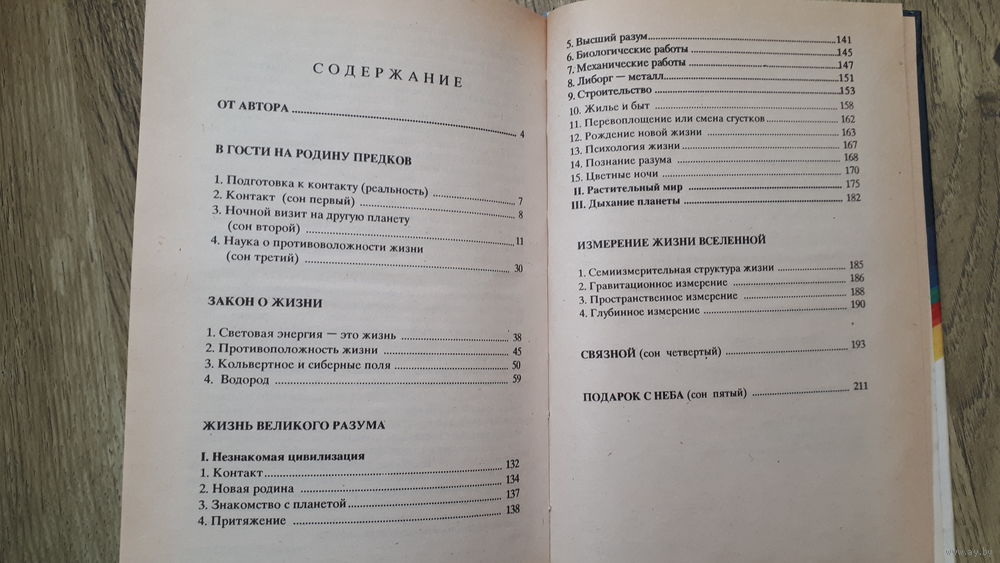 СОДЕРЖАНИЕ
ОТ АВТОРА 4
В ГОСТИ НА РОДИНУ ПРЕДКОВ
1. Подготовка к контакту (реальность) 7
2. Контакт (сон первый) 8
3. Ночной визит на другую планету
(сон второй) 11
4. Наука о противоволожности жизни
(сон третий) 30
ЗАКОН О ЖИЗНИ
1. Световая энергия — это жизнь 38
2. Противоположность жизни 45
3. Кольвертное и сиберные поля 50
4. Водород 59
ЖИЗНЬ ВЕЛИКОГО РАЗУМА
I. Незнакомая цивилизация
1. Контакт 132
2. Новая родина 134
3. Знакомство с планетой 137
4. Притяжение 138
5. Высший разум 141
6. Биологические работы 145
7. Механические работы 147
8. Либорг — металл 151
9. Строительство 153
10. Жилье и быт 158
11. Перевоплощение или смена сгустков 162
12. Рождение новой жизни 163
13. Психология жизни 167
14. Познание разума 168
15. Цветные ночи 170
II. Растительный мир 175
III. Дыхание планеты 182
ИЗМЕРЕНИЕ ЖИЗНИ ВСЕЛЕННОЙ
1. Семиизмерительная структура жизни 185
2. Гравитационное измерение 186
3. Пространственное измерение 188
4. Глубинное измерение 190
СВЯЗНОЙ (сон четвертый) 193
ПОДАРОК С НЕБА (сон пятый) 211
www.ay.by